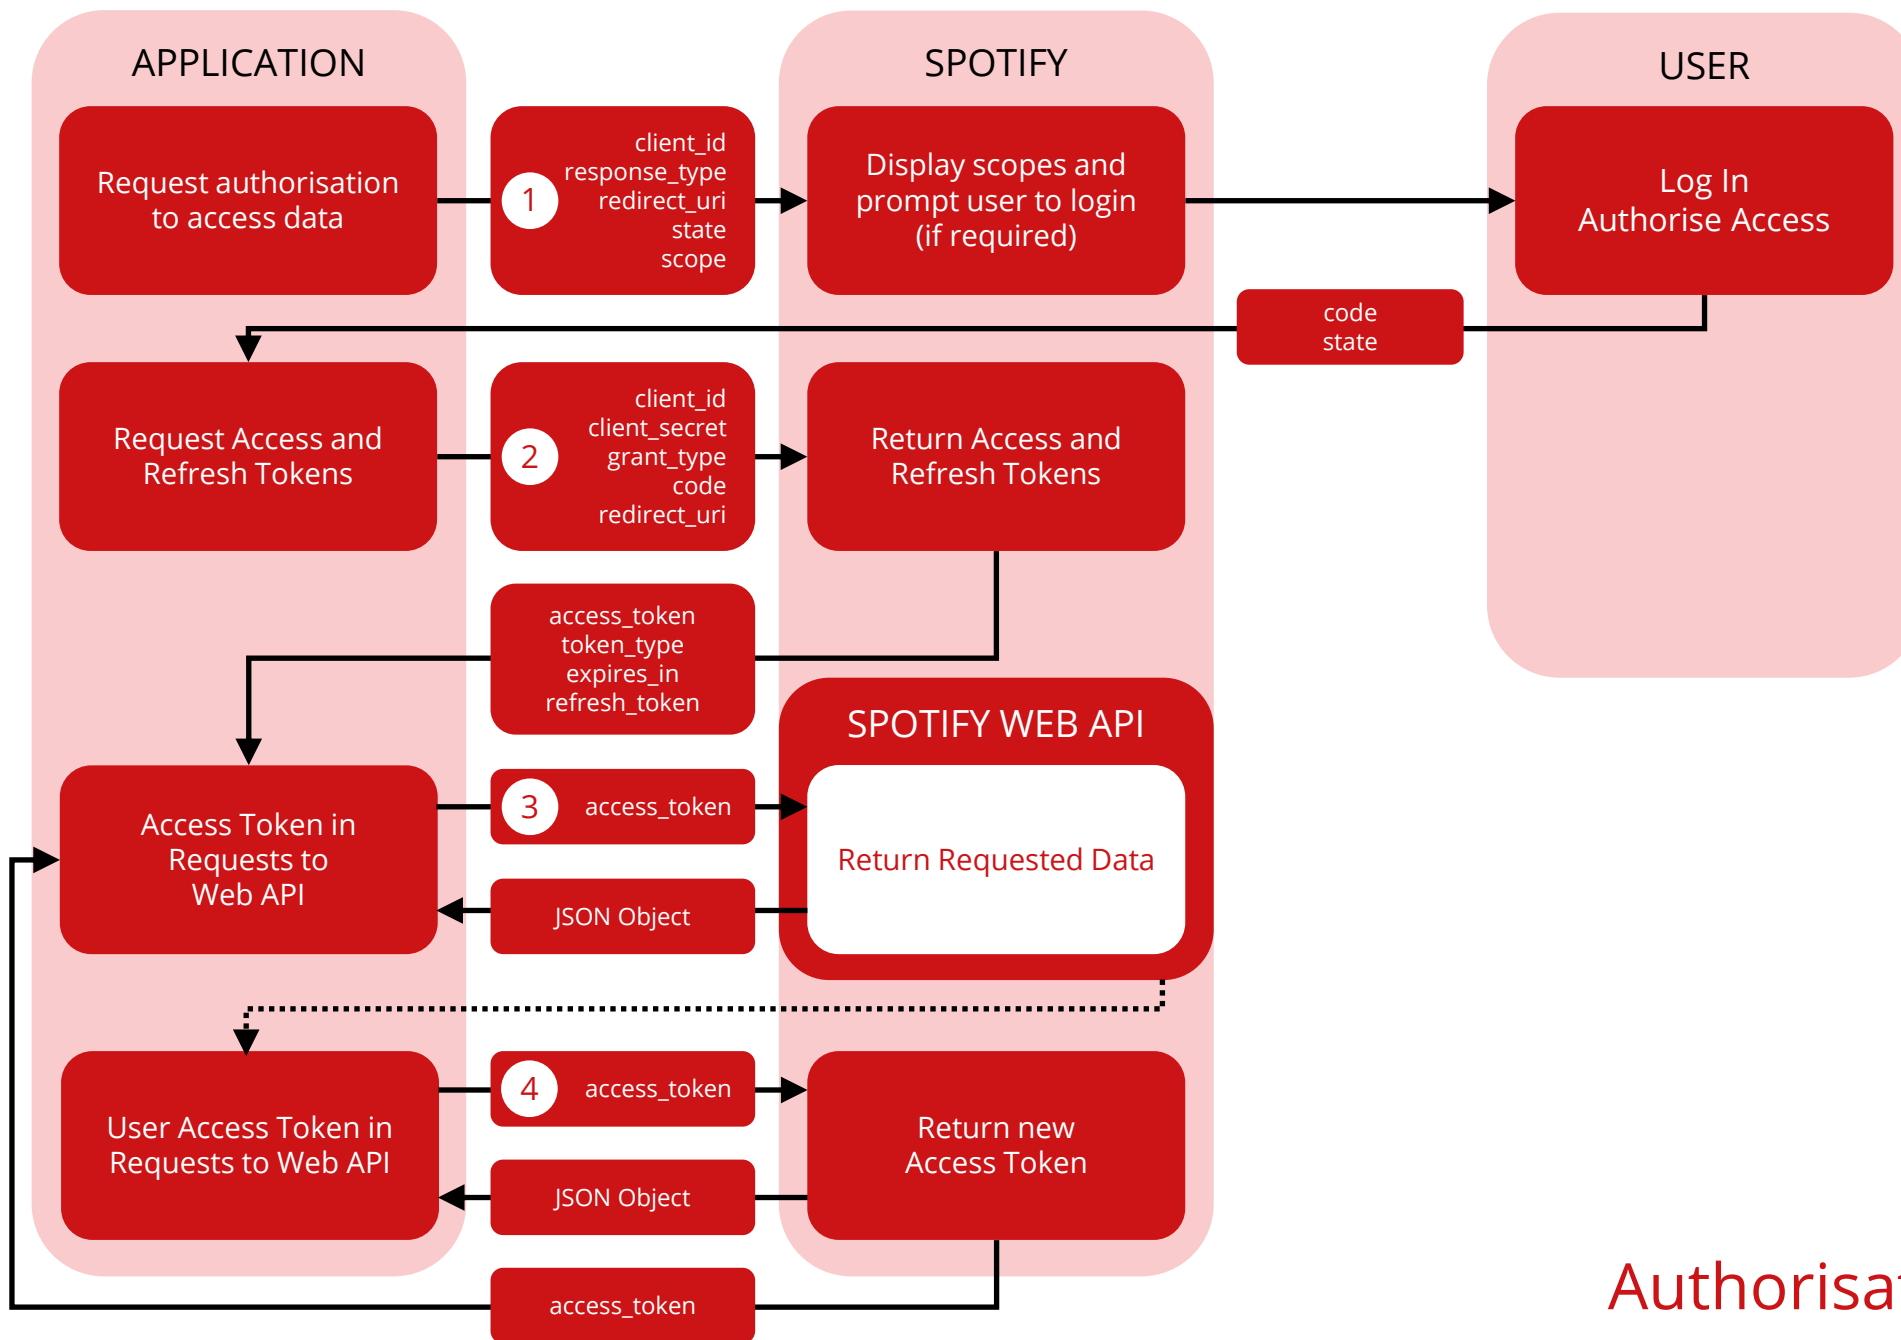 APPLICATION
SPOTIFY
USER
Request authorisation
to access data
1
client_id
response_type
redirect_uri
state
scope
Display scopes and
prompt user to login
(if required)
Log In
Authorise Access
code
state
Request Access and
Refresh Tokens
2
client_id
client_secret
grant_type
code
redirect_uri
Return Access and
Refresh Tokens
access_token
token_type
expires_in
refresh_token
SPOTIFY WEB API
Access Token in
Requests to
Web API
3
access_token
Return Requested Data
JSON Object
User Access Token in
Requests to Web API
4
access_token
Return new
Access Token
JSON Object
access_token